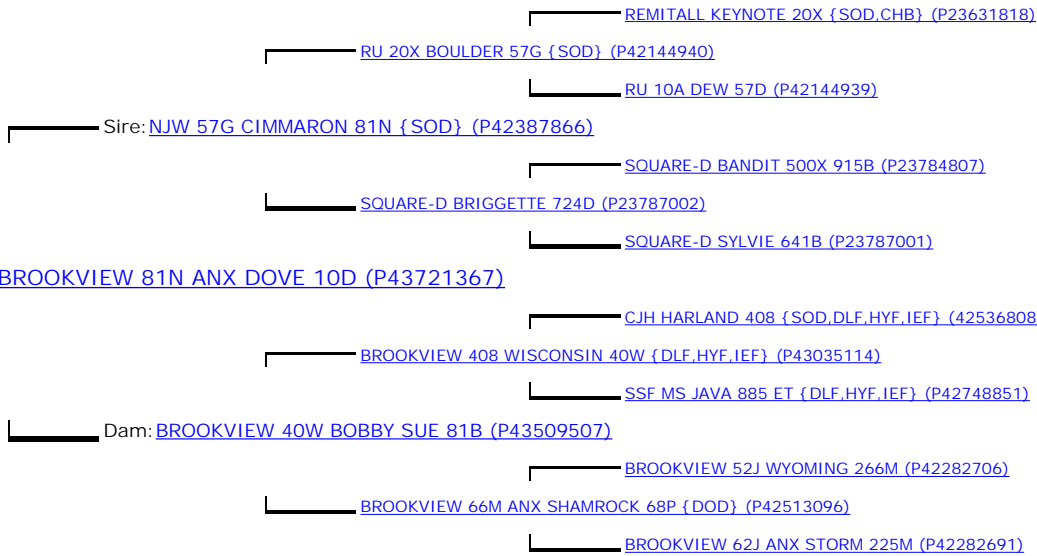 REMITALL KEYNOTE 20X {SOD,CHB} (P23631818)
RU 20X BOULDER 57G {SOD} (P42144940)
RU 10A DEW 57D (P42144939)
Sire: NJW 57G CIMMARON 81N {SOD} (P42387866)
SQUARE-D BANDIT 500X 915B (P23784807)
SQUARE-D BRIGGETTE 724D (P23787002)
SQUARE-D SYLVIE 641B (P23787001)
BROOKVIEW 81N ANX DOVE 10D (P43721367)
CJH HARLAND 408 {SOD,DLF,HYF,IEF} (42536808
BROOKVIEW 408 WISCONSIN 40W {DLF,HYF,IEF} (P43035114)
SSF MS JAVA 885 ET {DLF,HYF,IEF} (P42748851)
Dam: BROOKVIEW 40W BOBBY SUE 81B (P43509507)
BROOKVIEW 52J WYOMING 266M (P42282706)
BROOKVIEW 66M ANX SHAMROCK 68P {DOD} (P42513096)
BROOKVIEW 62J ANX STORM 225M (P42282691)